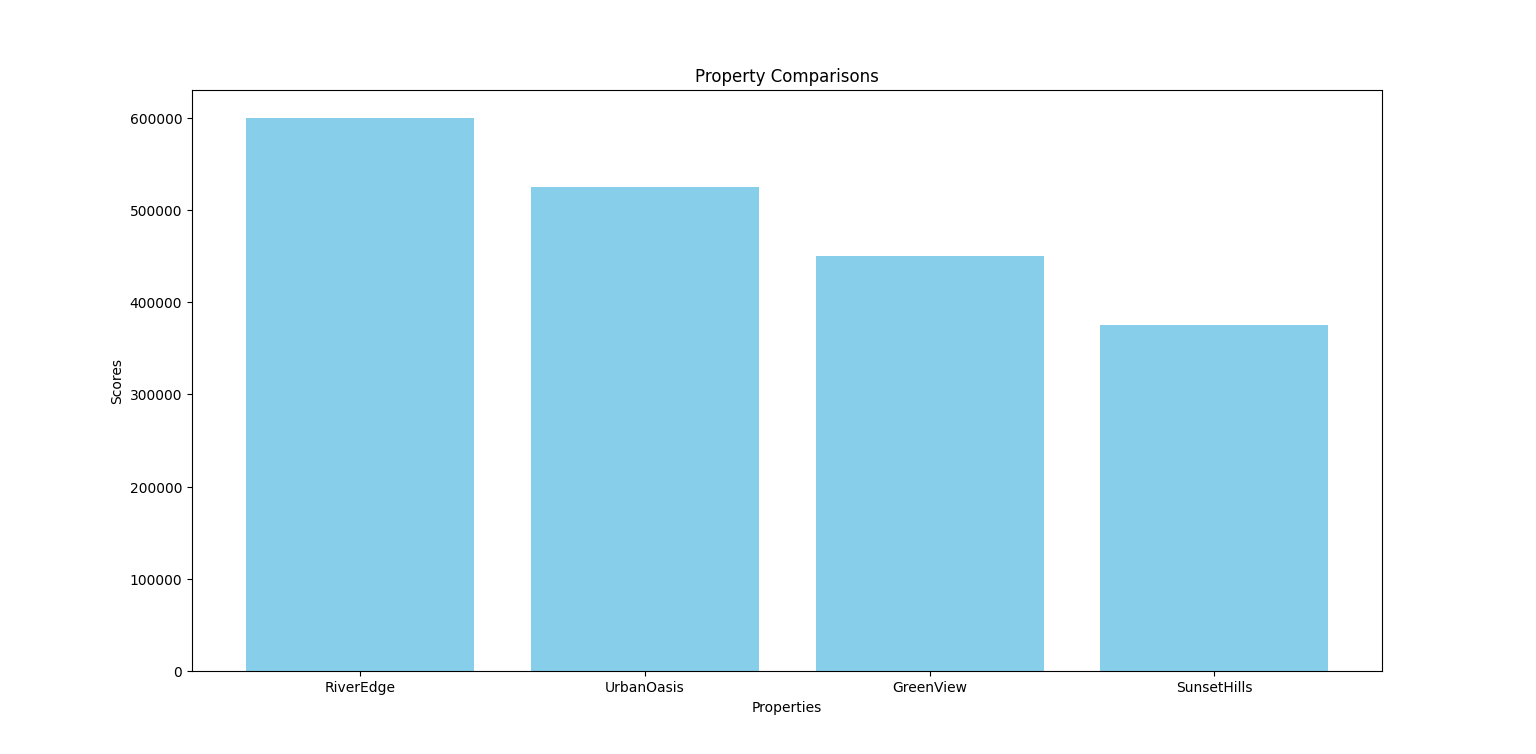 Property Comparisons
600000
500000
400000
300000
200000
100000
0
Scores
RiverEdge UrbanOasis GreenView SunsetHills
Properties